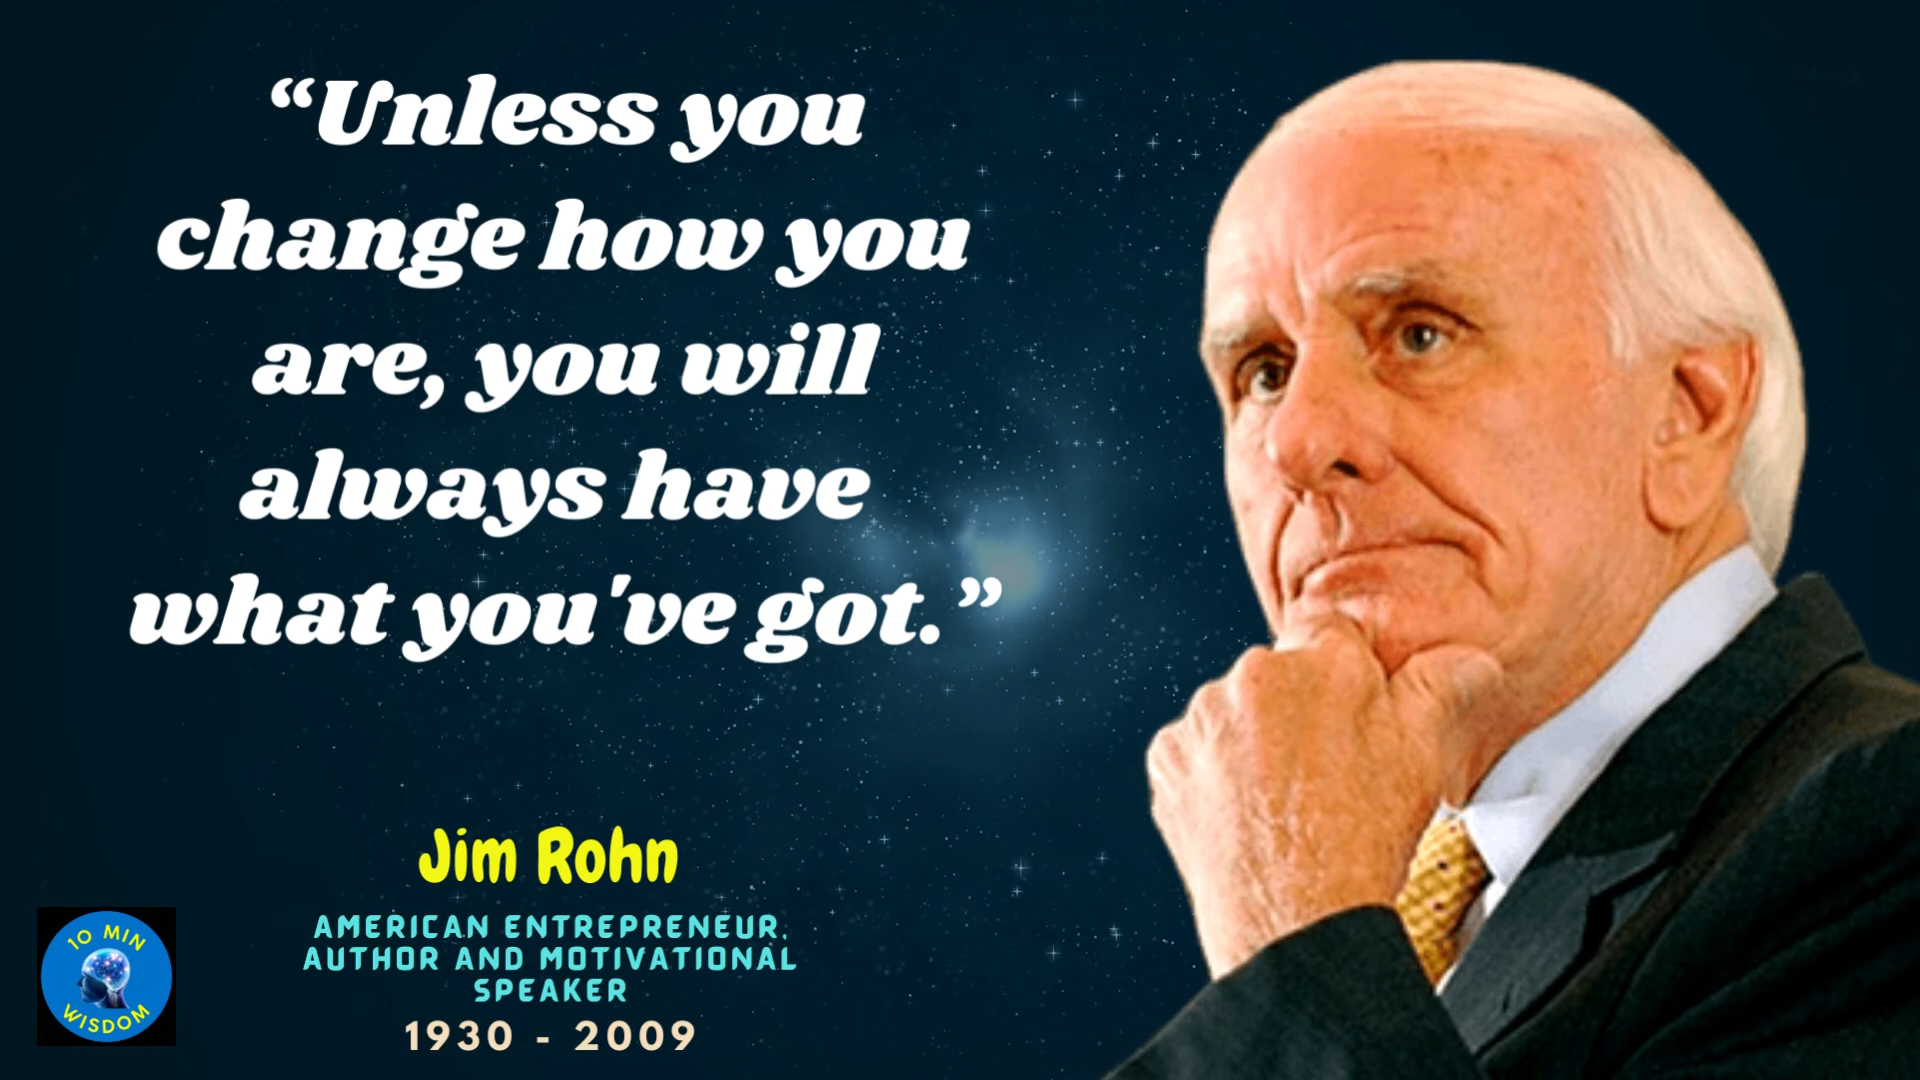 “Unless you
change how you
are, you will
always have
what you've got.”
Jim Rohn
AMERICAN ENTREPRENEUR,
AUTHOR AND MOTIVATIONAL
SPEAKER
1930 - 2009
10 MIN
WISDOM